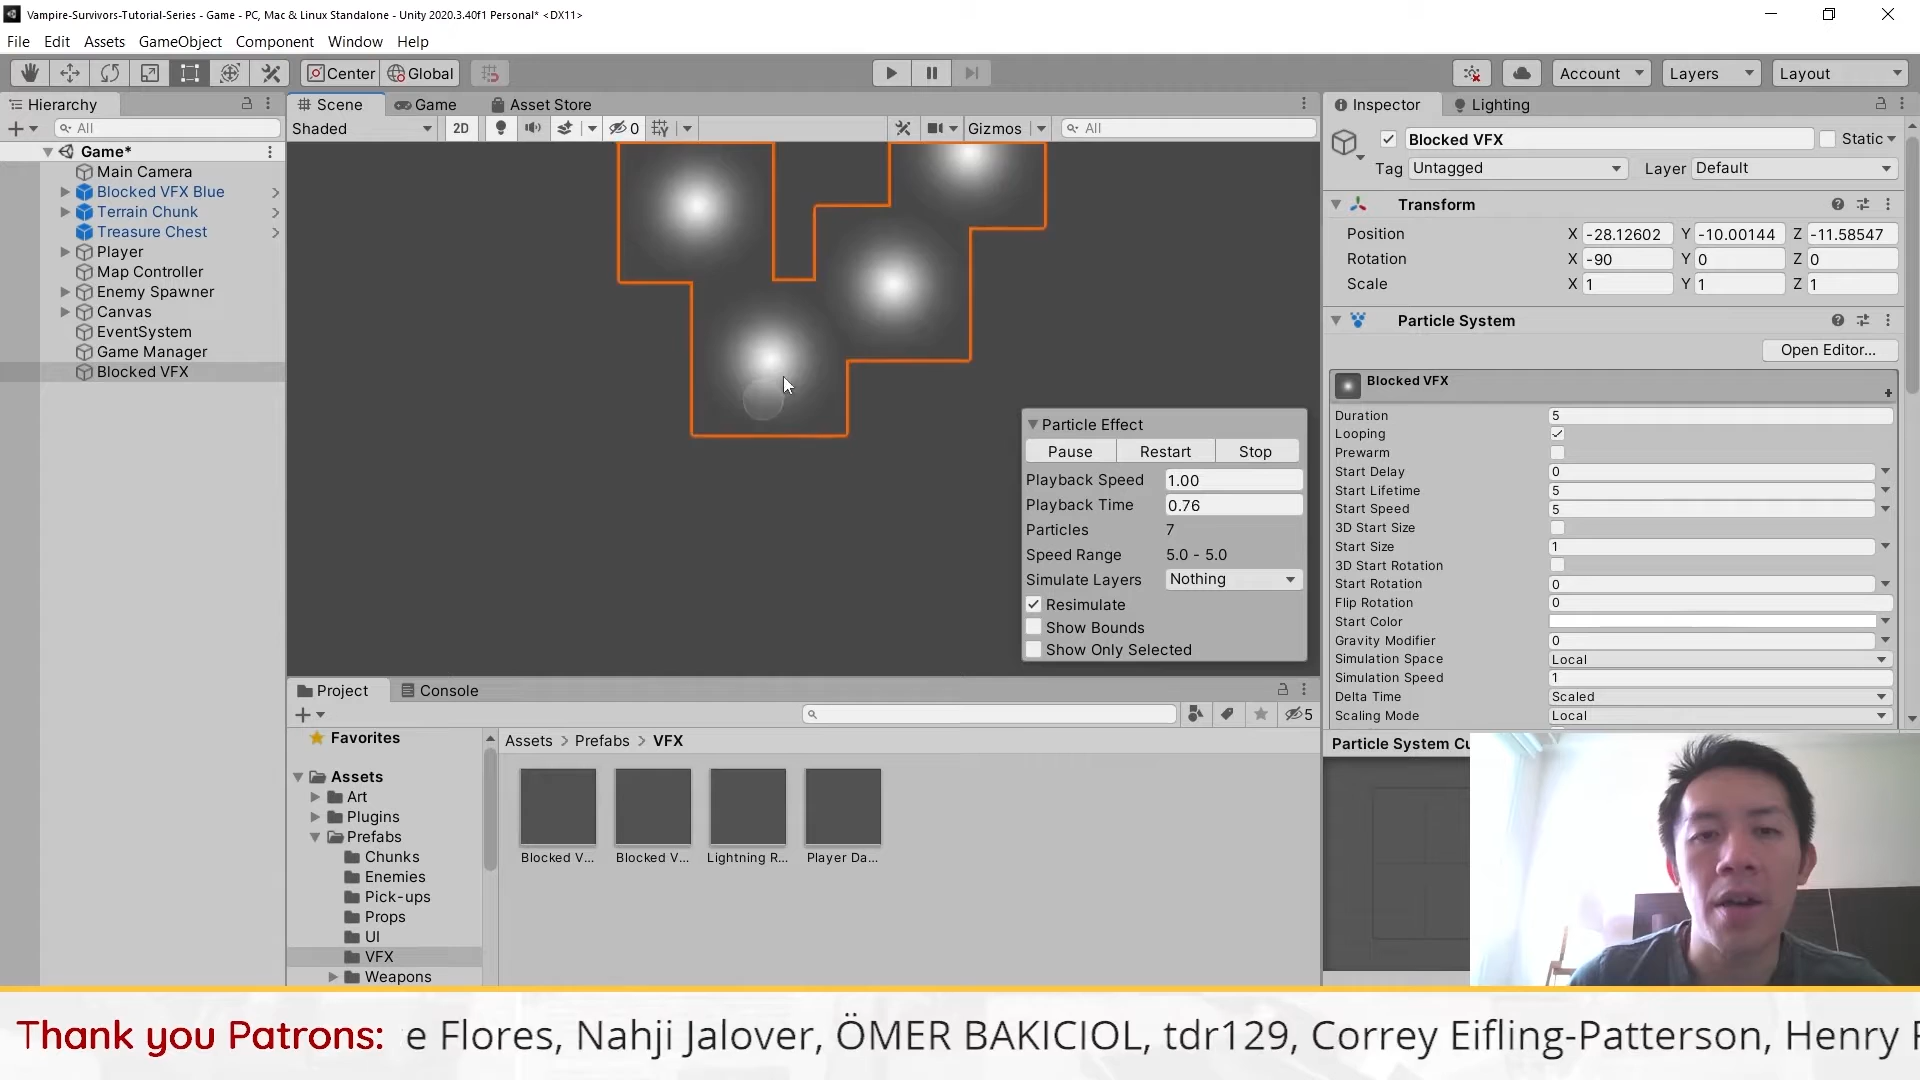 Vampire-Survivors-Tutorial-Series - Game - PC, Mac & Linux Standalone - Unity 2020.3.40f1 Personal* <DX11>
File Edit Assets GameObject Component Window Help
Center Global Account Layers Layout
Hierarchy
All
Game*
Main Camera
Blocked VFX Blue
Terrain Chunk
Treasure Chest
Player
Map Controller
Enemy Spawner
Canvas
EventSystem
Game Manager
Blocked VFX
Scene Game Asset Store
Shaded 2D 0 Gizmos All
Particle Effect
Pause Restart Stop
Playback Speed 1.00
Playback Time 0.76
Particles 7
Speed Range 5.0 - 5.0
Simulate Layers Nothing
Resimulate
Show Bounds
Show Only Selected
Project Console
5
Favorites
Assets
Art
Plugins
Prefabs
Chunks
Enemies
Pick-ups
Props
UI
VFX
Weapons
Assets > Prefabs > VFX
Blocked V... Blocked V... Lightning R... Player Da...
Inspector Lighting
Blocked VFX Static
Tag Untagged Layer Default
Transform
Position X -28.12602 Y -10.00144 Z -11.58547
Rotation X -90 Y 0 Z 0
Scale X 1 Y 1 Z 1
Particle System
Open Editor...
Blocked VFX
Duration 5
Looping
Prewarm
Start Delay 0
Start Lifetime 5
Start Speed 5
3D Start Size
Start Size 1
3D Start Rotation
Start Rotation 0
Flip Rotation 0
Start Color
Gravity Modifier 0
Simulation Space Local
Simulation Speed 1
Delta Time Scaled
Scaling Mode Local
Particle System Cu
Thank you Patrons: e Flores, Nahji Jalover, ÖMER BAKICIOL, tdr129, Correy Eifling-Patterson, Henry